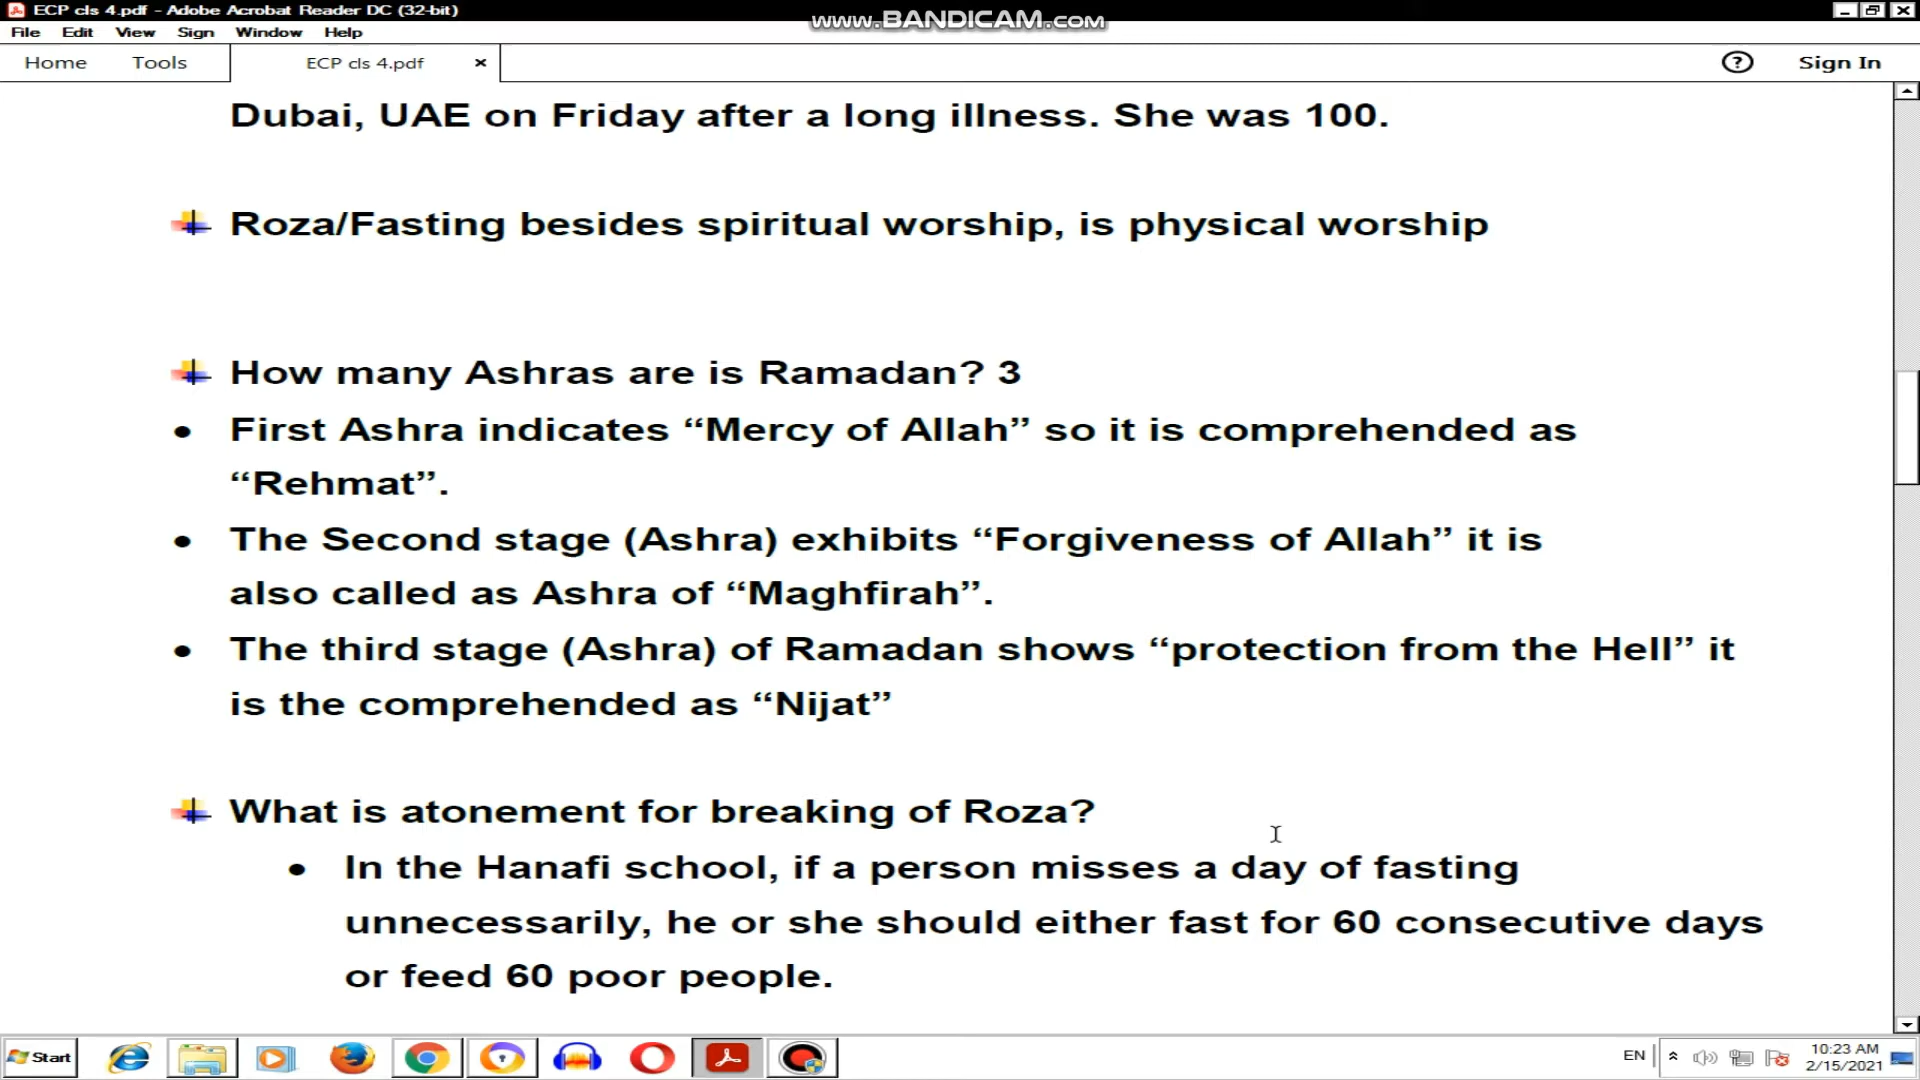 ECP cls 4.pdf - Adobe Acrobat Reader DC (32-bit)
www.BANDICAM.com
File Edit View Sign Window Help
Home Tools ECP cls 4.pdf × ? Sign In
Dubai, UAE on Friday after a long illness. She was 100.
Roza/Fasting besides spiritual worship, is physical worship
How many Ashras are is Ramadan? 3
• First Ashra indicates “Mercy of Allah” so it is comprehended as
“Rehmat”.
• The Second stage (Ashra) exhibits “Forgiveness of Allah” it is
also called as Ashra of “Maghfirah”.
• The third stage (Ashra) of Ramadan shows “protection from the Hell” it
is the comprehended as “Nijat”
What is atonement for breaking of Roza?
• In the Hanafi school, if a person misses a day of fasting
unnecessarily, he or she should either fast for 60 consecutive days
or feed 60 poor people.
Start EN 10:23 AM
2/15/2021